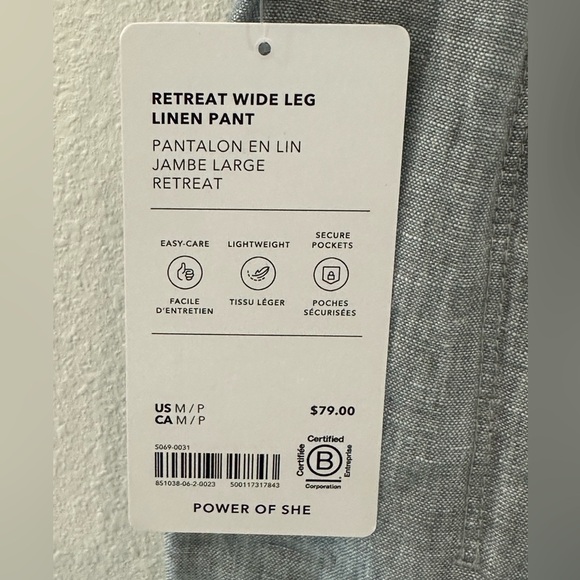 RETREAT WIDE LEG
LINEN PANT
PANTALON EN LIN
JAMBE LARGE
RETREAT
EASY-CARE
LIGHTWEIGHT
SECURE
POCKETS
FACILE
D'ENTRETIEN
TISSU LÉGER
POCHES
SÉCURISÉES
US M / P
CA M / P
$79.00
5069-0031
851038-06-2-0023 500117317843
Certified
Certifiée
B
Entreprise
Corporation
POWER OF SHE